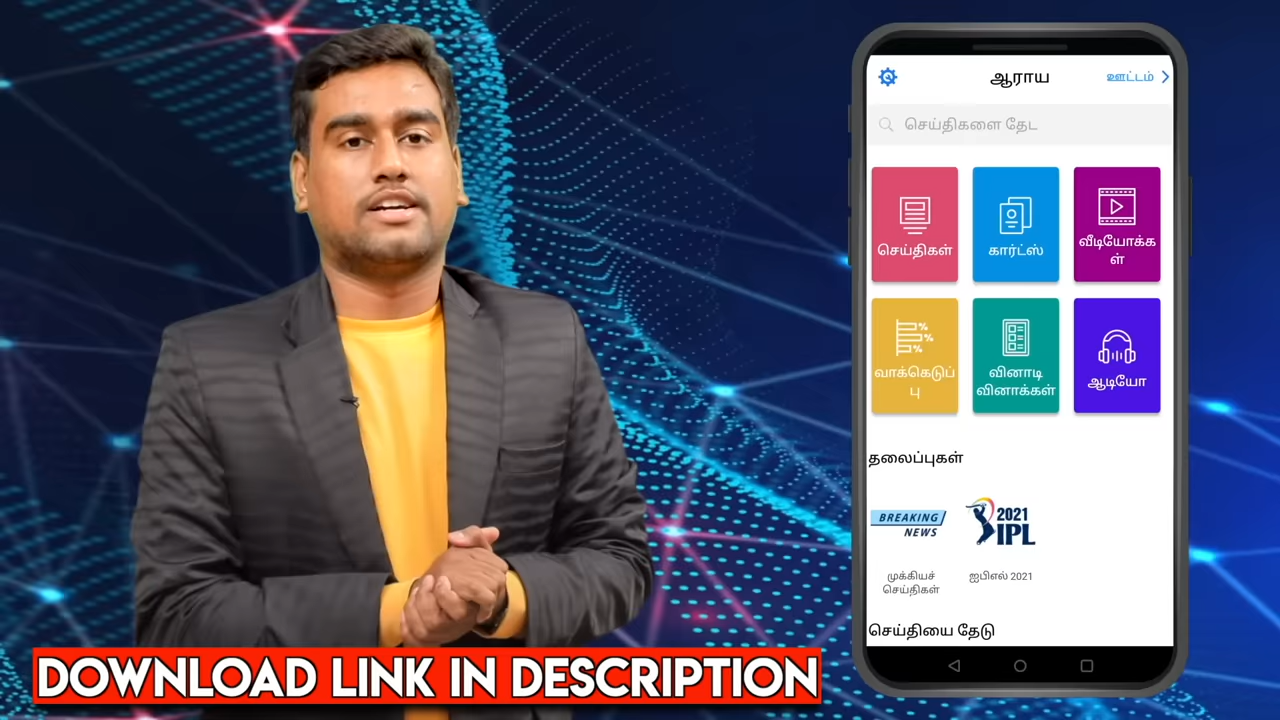 ஆராய
ஊட்டம்
செய்திகளை தேட
செய்திகள்
கார்ட்ஸ்
வீடியோக்க
ள்
வாக்கெடுப்
பு
வினாடி
வினாக்கள்
ஆடியோ
தலைப்புகள்
BREAKING
NEWS
2021
IPL
முக்கியச்
செய்திகள்
ஐபிஎல் 2021
செய்தியை தேடு
DOWNLOAD LINK IN DESCRIPTION